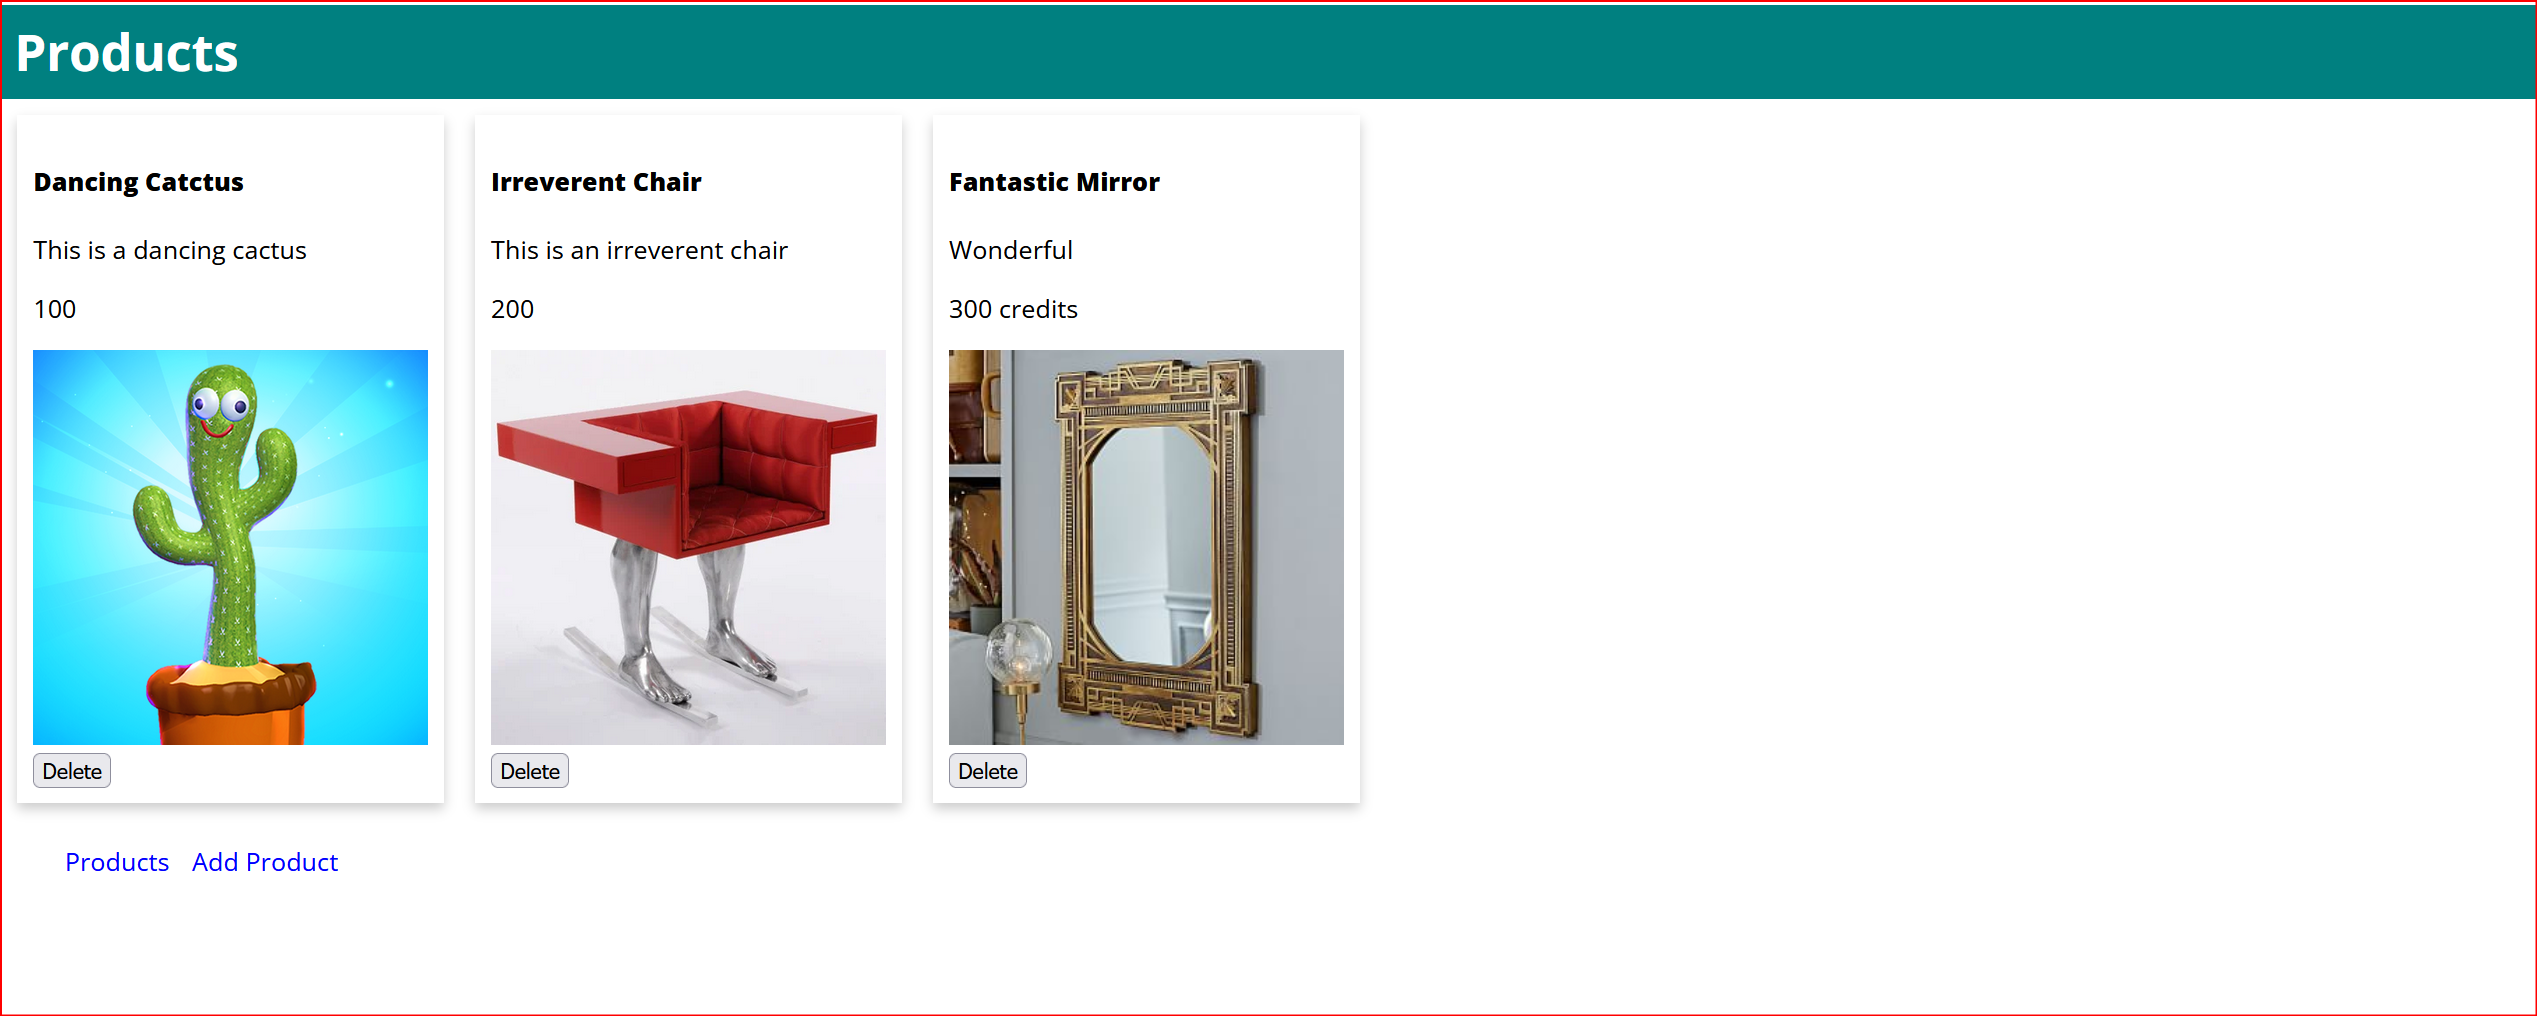 Products
Dancing Catctus
This is a dancing cactus
100
Delete
Irreverent Chair
This is an irreverent chair
200
Delete
Fantastic Mirror
Wonderful
300 credits
Delete
Products Add Product